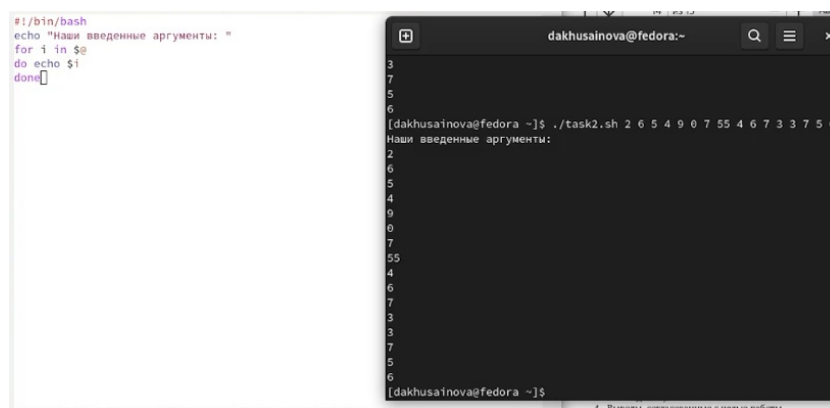 #!/bin/bash
echo "Наши введенные аргументы: "
for i in $@
do echo $i
done
dakhusainova@fedora:~
3
7
5
6
[dakhusainova@fedora ~]$ ./task2.sh 2 6 5 4 9 0 7 55 4 6 7 3 3 7 5
Наши введенные аргументы:
2
6
5
4
9
0
7
55
4
6
7
3
3
7
5
6
[dakhusainova@fedora ~]$